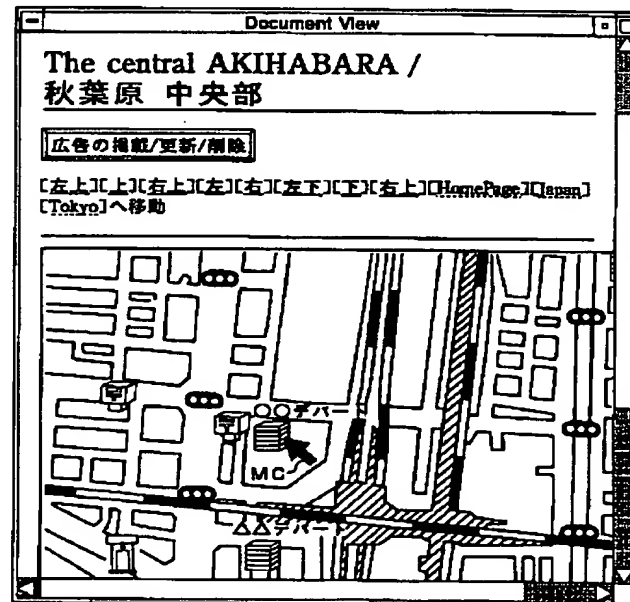 Document View
The central AKIHABARA /
秋葉原 中央部
広告の掲載/更新/削除
[左上][上][右上][左][右][左下][下][右上][HomePage][Japan]
[Tokyo]へ移動
○○デパート
MC
△△デパート